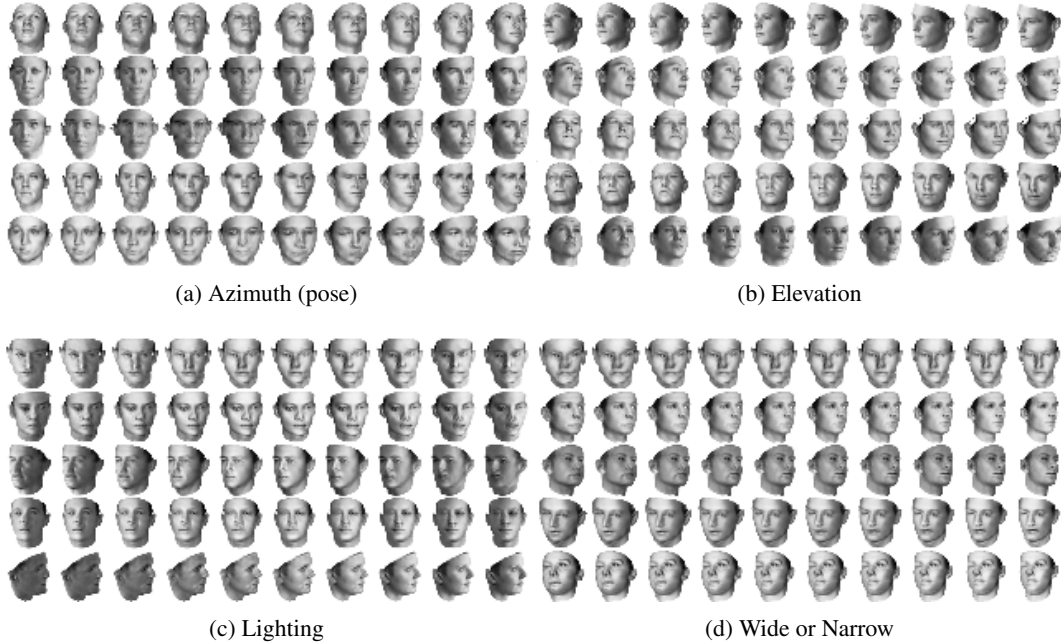 (a) Azimuth (pose)
(b) Elevation
(c) Lighting
(d) Wide or Narrow